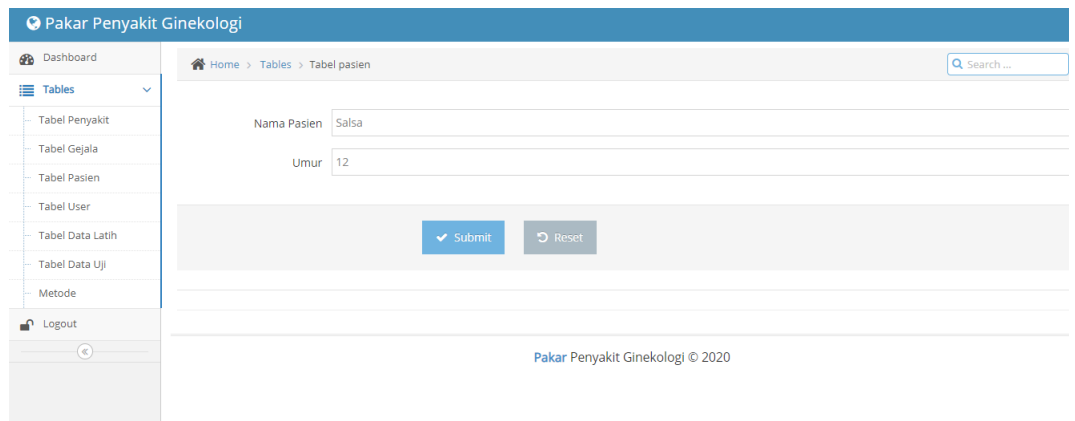 Pakar Penyakit Ginekologi
Dashboard
Tables
Tabel Penyakit
Tabel Gejala
Tabel Pasien
Tabel User
Tabel Data Latih
Tabel Data Uji
Metode
Logout
Home > Tables > Tabel pasien
Search ...
Nama Pasien Salsa
Umur 12
Submit Reset
Pakar Penyakit Ginekologi © 2020